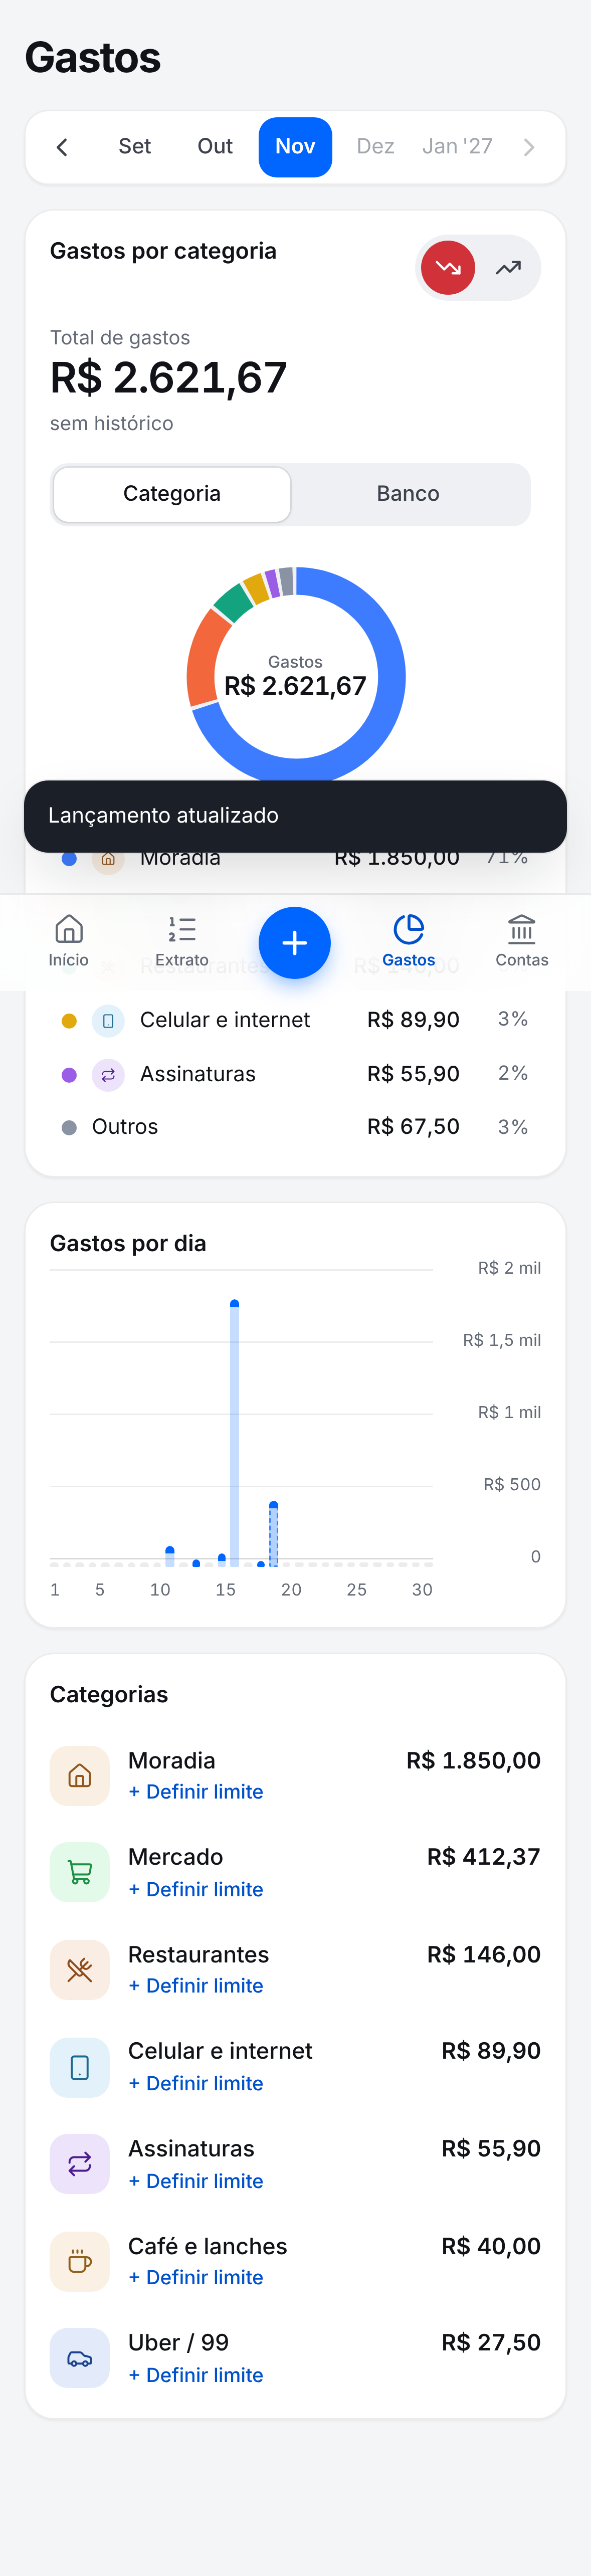 Gastos
Set Out Nov Dez Jan '27
Gastos por categoria
Total de gastos
R$ 2.621,67
sem histórico
Categoria Banco
Gastos
R$ 2.621,67
Lançamento atualizado
Moradia R$ 1.850,00 71%
Restaurantes R$ 146,00
Início Extrato Gastos Contas
Celular e internet R$ 89,90 3%
Assinaturas R$ 55,90 2%
Outros R$ 67,50 3%
Gastos por dia
R$ 2 mil
R$ 1,5 mil
R$ 1 mil
R$ 500
0
1 5 10 15 20 25 30
Categorias
Moradia R$ 1.850,00
+ Definir limite
Mercado R$ 412,37
+ Definir limite
Restaurantes R$ 146,00
+ Definir limite
Celular e internet R$ 89,90
+ Definir limite
Assinaturas R$ 55,90
+ Definir limite
Café e lanches R$ 40,00
+ Definir limite
Uber / 99 R$ 27,50
+ Definir limite